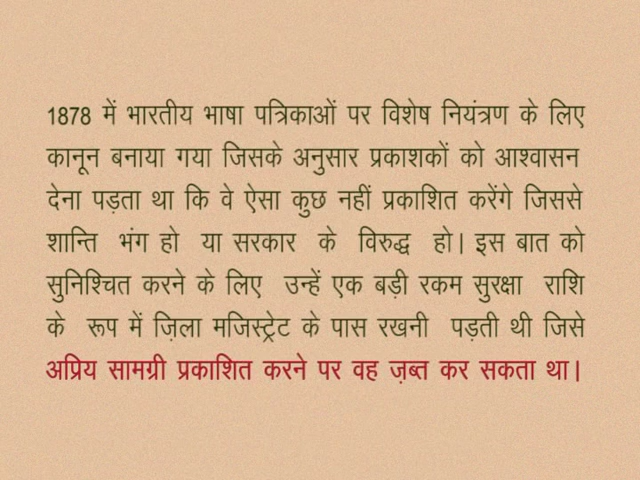 1878 में भारतीय भाषा पत्रिकाओं पर विशेष नियंत्रण के लिए
कानून बनाया गया जिसके अनुसार प्रकाशकों को आश्वासन
देना पड़ता था कि वे ऐसा कुछ नहीं प्रकाशित करेंगे जिससे
शान्ति भंग हो या सरकार के विरुद्ध हो। इस बात को
सुनिश्चित करने के लिए उन्हें एक बड़ी रकम सुरक्षा राशि
के रूप में ज़िला मजिस्ट्रेट के पास रखनी पड़ती थी जिसे
अप्रिय सामग्री प्रकाशित करने पर वह ज़ब्त कर सकता था।